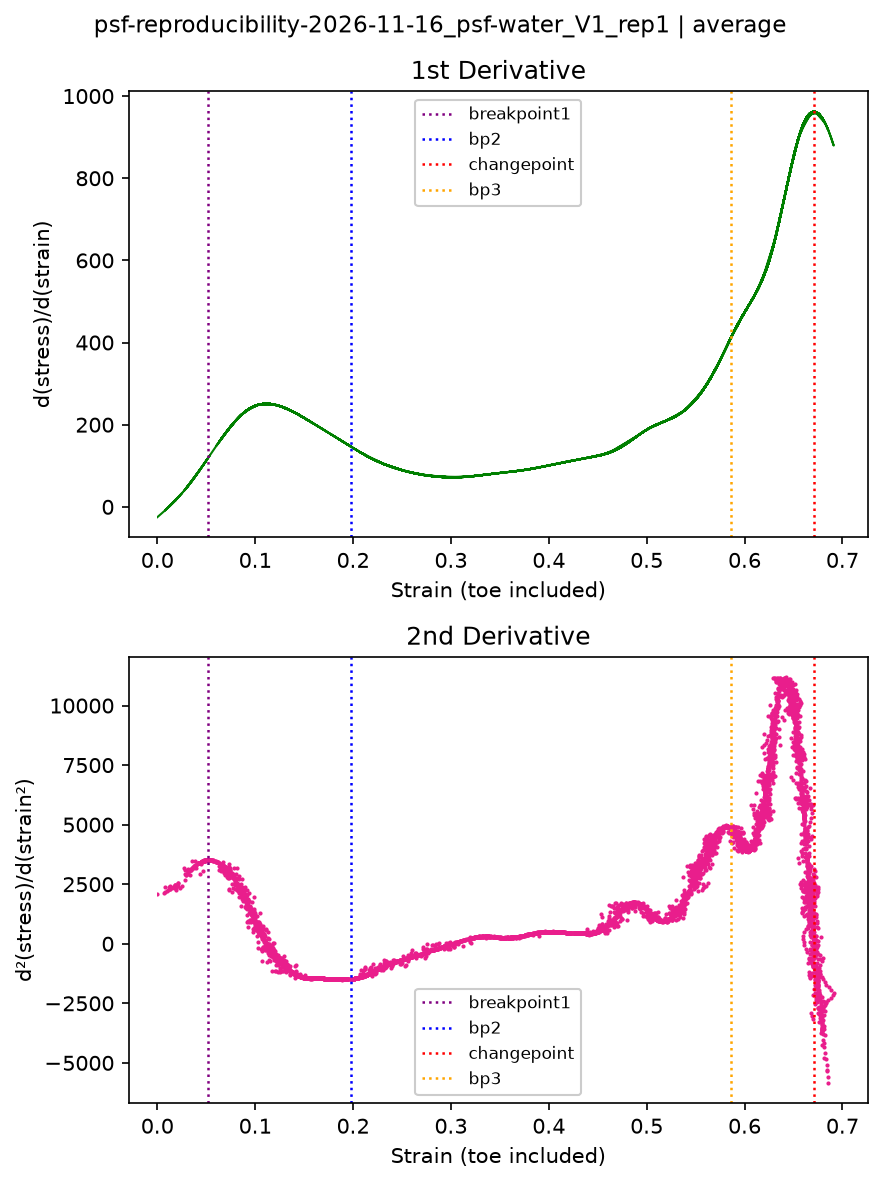 psf-reproducibility-2026-11-16_psf-water_V1_rep1 | average
1st Derivative
breakpoint1
bp2
changepoint
bp3
1000
800
600
400
200
0
d(stress)/d(strain)
0.0 0.1 0.2 0.3 0.4 0.5 0.6 0.7
Strain (toe included)
2nd Derivative
10000
7500
5000
2500
0
−2500
−5000
d²(stress)/d(strain²)
breakpoint1
bp2
changepoint
bp3
0.0 0.1 0.2 0.3 0.4 0.5 0.6 0.7
Strain (toe included)